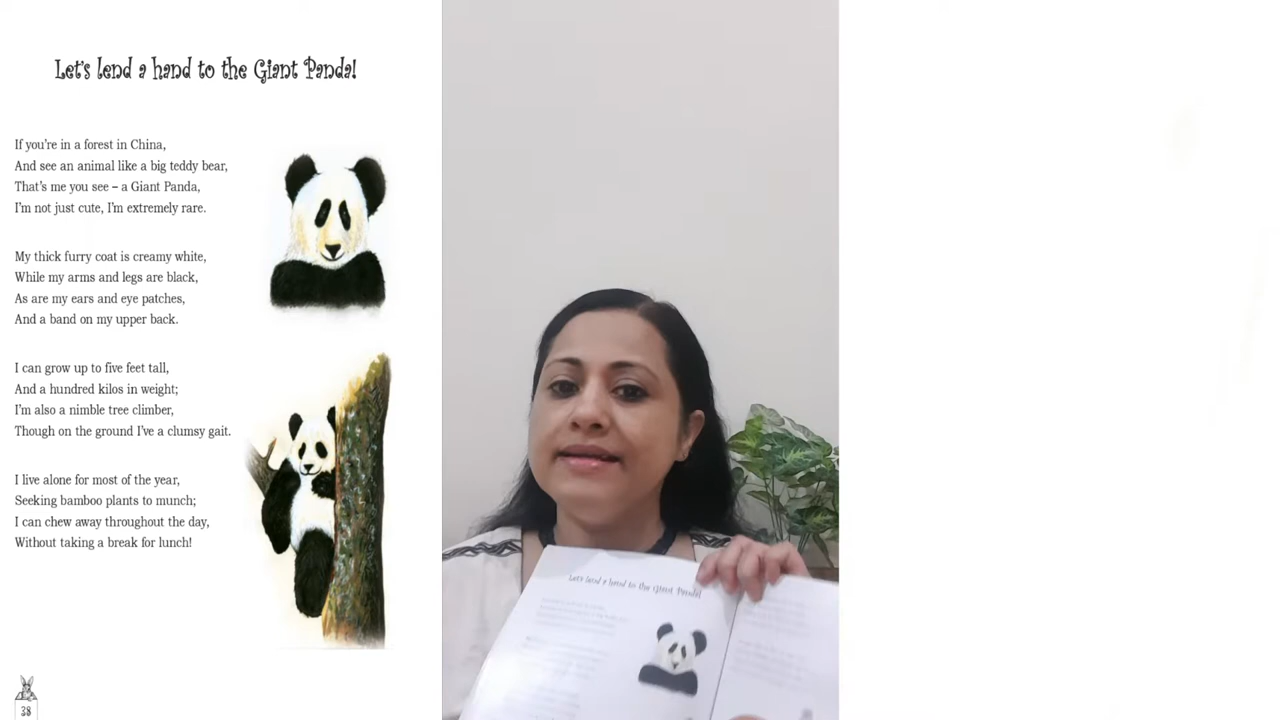 Let's lend a hand to the Giant Panda!
If you're in a forest in China,
And see an animal like a big teddy bear,
That's me you see – a Giant Panda,
I'm not just cute, I'm extremely rare.
My thick furry coat is creamy white,
While my arms and legs are black,
As are my ears and eye patches,
And a band on my upper back.
I can grow up to five feet tall,
And a hundred kilos in weight;
I'm also a nimble tree climber,
Though on the ground I've a clumsy gait.
I live alone for most of the year,
Seeking bamboo plants to munch;
I can chew away throughout the day,
Without taking a break for lunch!
38
Let's lend a hand to the Giant Panda!